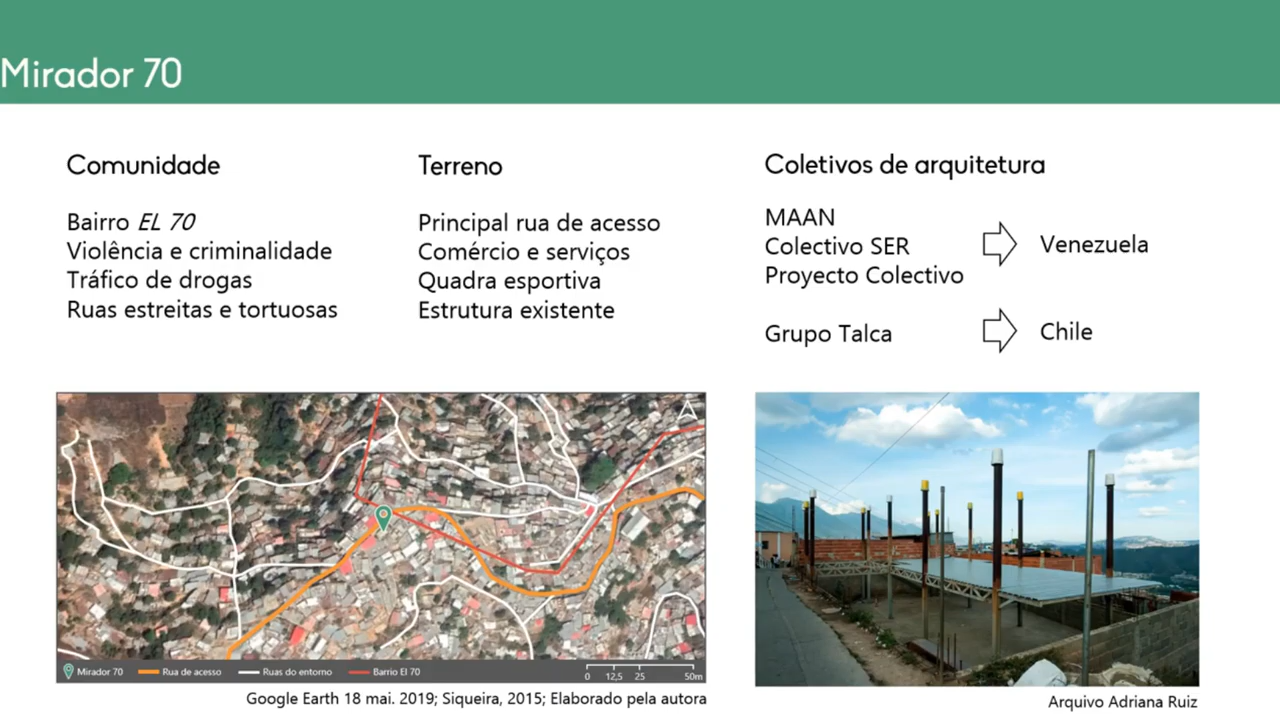 Mirador 70
Comunidade
Bairro EL 70
Violência e criminalidade
Tráfico de drogas
Ruas estreitas e tortuosas
Terreno
Principal rua de acesso
Comércio e serviços
Quadra esportiva
Estrutura existente
Coletivos de arquitetura
MAAN
Colectivo SER
Proyecto Colectivo
Venezuela
Grupo Talca
Chile
Mirador 70
Rua de acesso
Ruas do entorno
Barrio El 70
0 12,5 25 50m
Google Earth 18 mai. 2019; Siqueira, 2015; Elaborado pela autora
Arquivo Adriana Ruiz